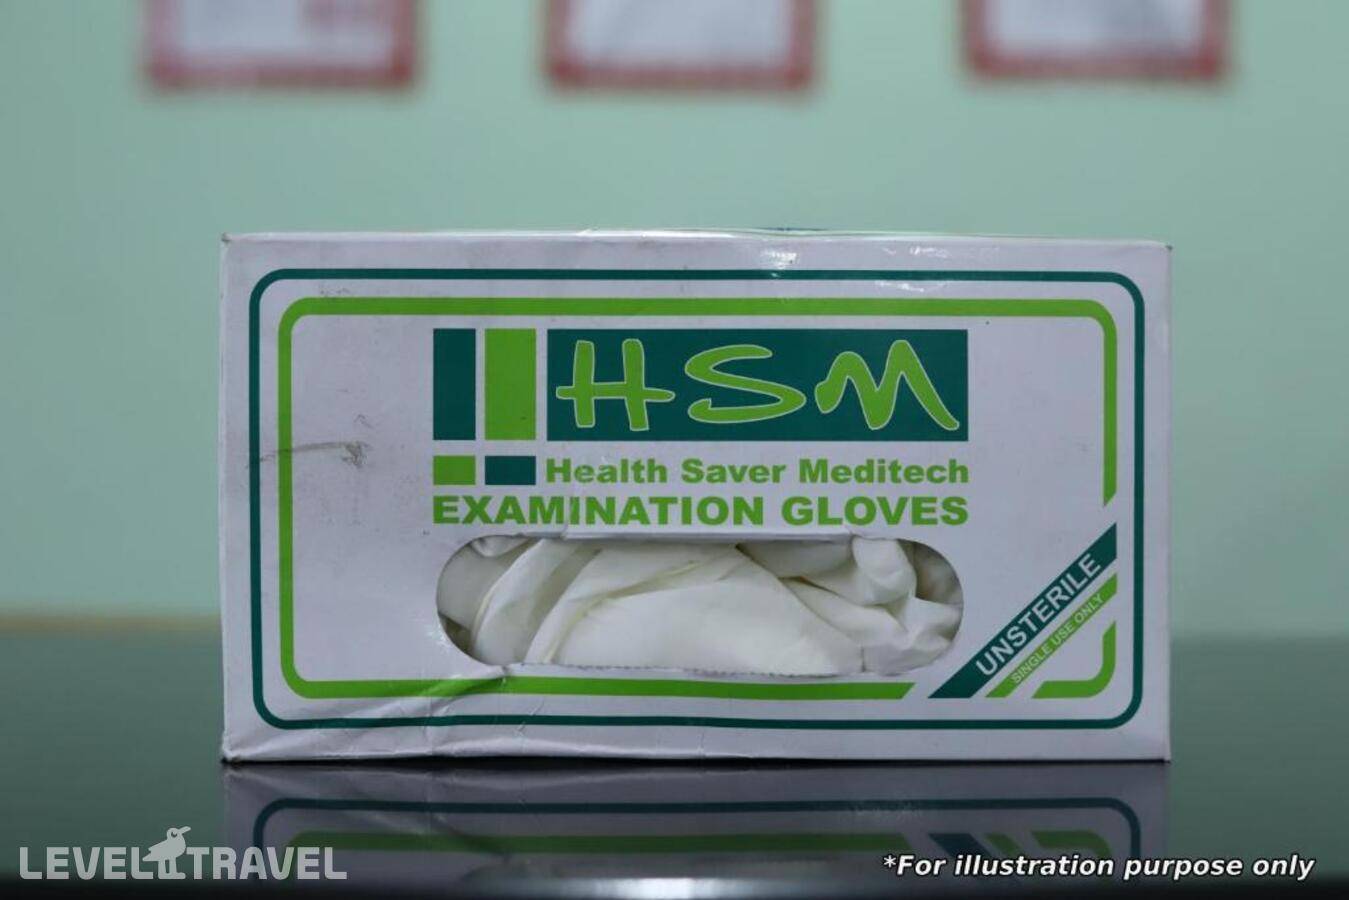 HSM
Health Saver Meditech
EXAMINATION GLOVES
UNSTERILE
SINGLE USE ONLY
LEVEL TRAVEL
*For illustration purpose only